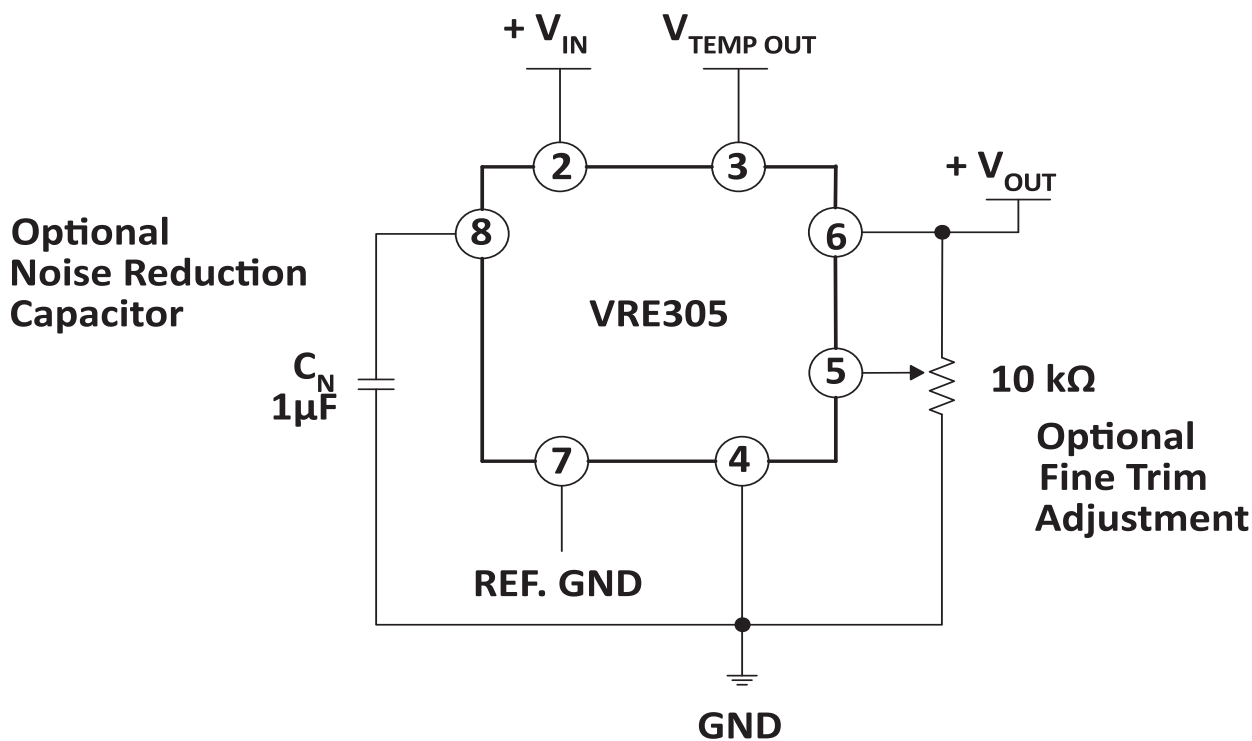 + VIN
VTEMP OUT
2
3
+ VOUT
Optional
Noise Reduction
Capacitor
8
6
VRE305
CN
1µF
5
10 kΩ
Optional
Fine Trim
Adjustment
7
4
REF. GND
GND